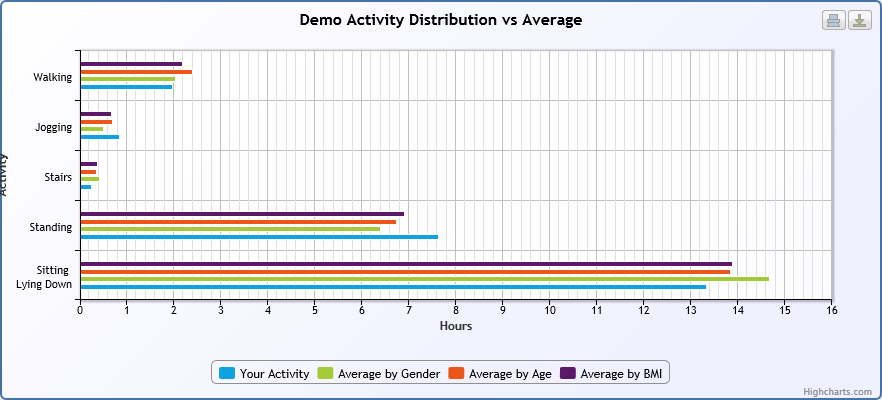 Demo Activity Distribution vs Average
Activity
Walking
Jogging
Stairs
Standing
Sitting
Lying Down
0 1 2 3 4 5 6 7 8 9 10 11 12 13 14 15 16
Hours
Your Activity Average by Gender Average by Age Average by BMI
Highcharts.com